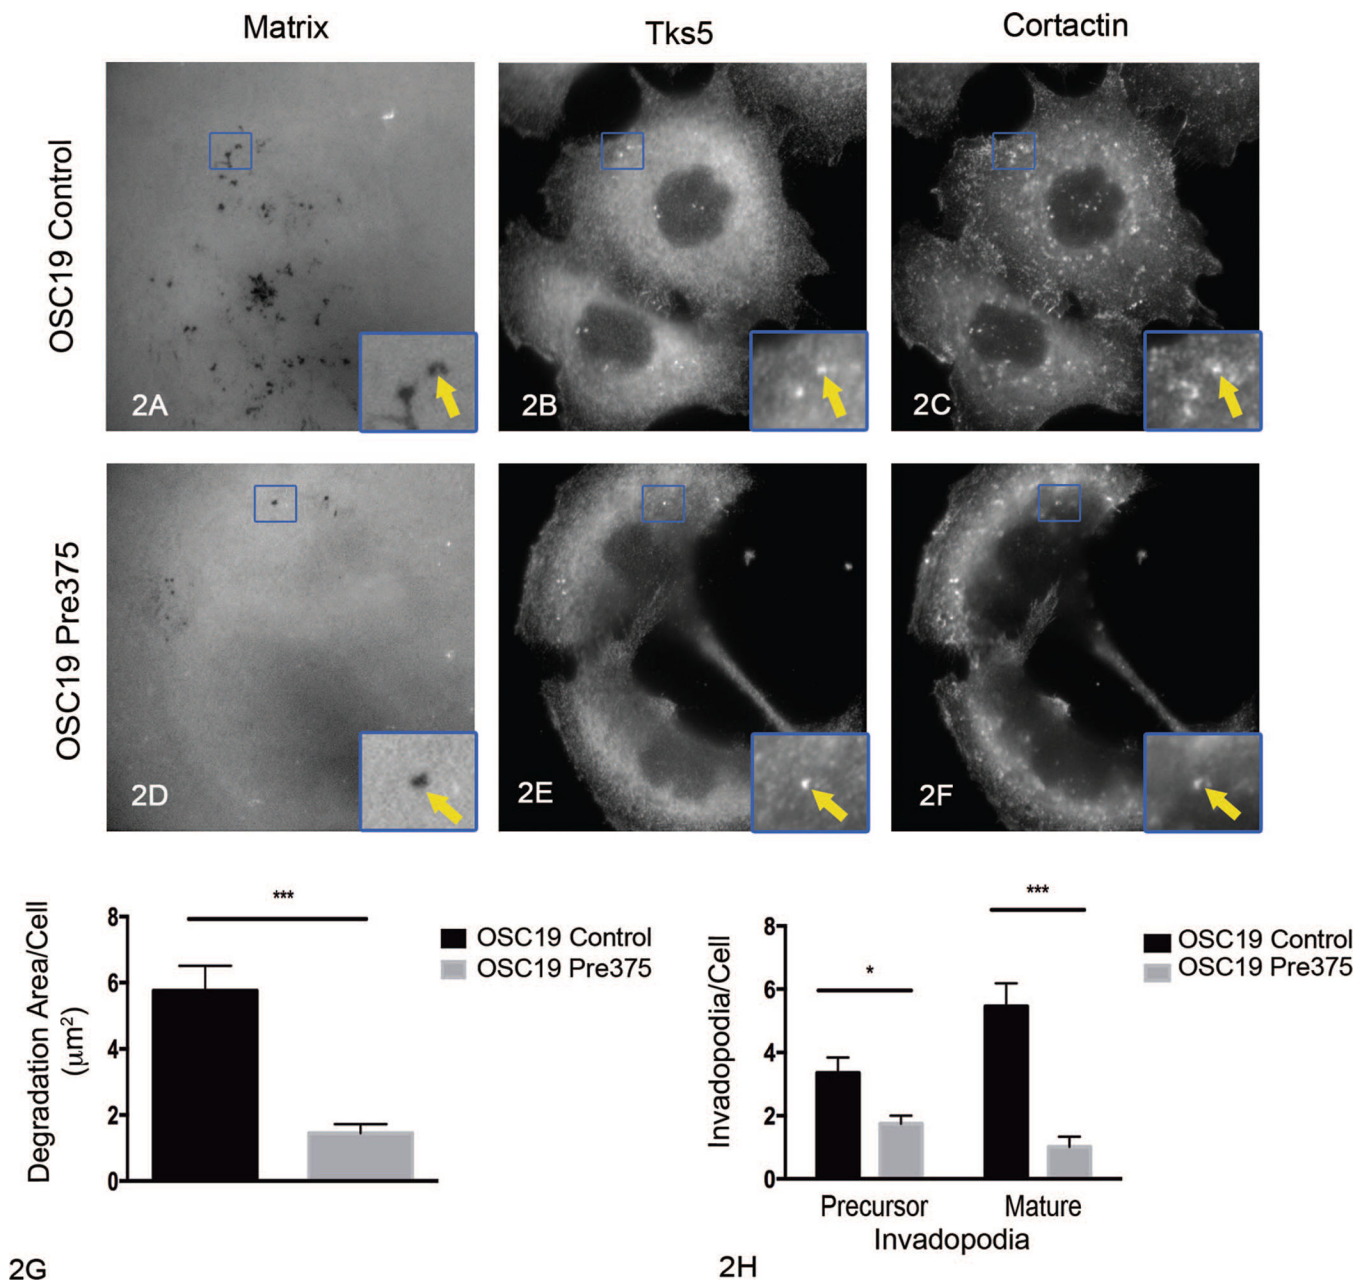 Matrix
Tks5
Cortactin
OSC19 Control
2A
2B
2C
OSC19 Pre375
2D
2E
2F
Degradation Area/Cell
(μm²)
8
6
4
2
0
***
OSC19 Control
OSC19 Pre375
2G
Invadopodia/Cell
8
6
4
2
0
*
***
OSC19 Control
OSC19 Pre375
Precursor
Mature
Invadopodia
2H